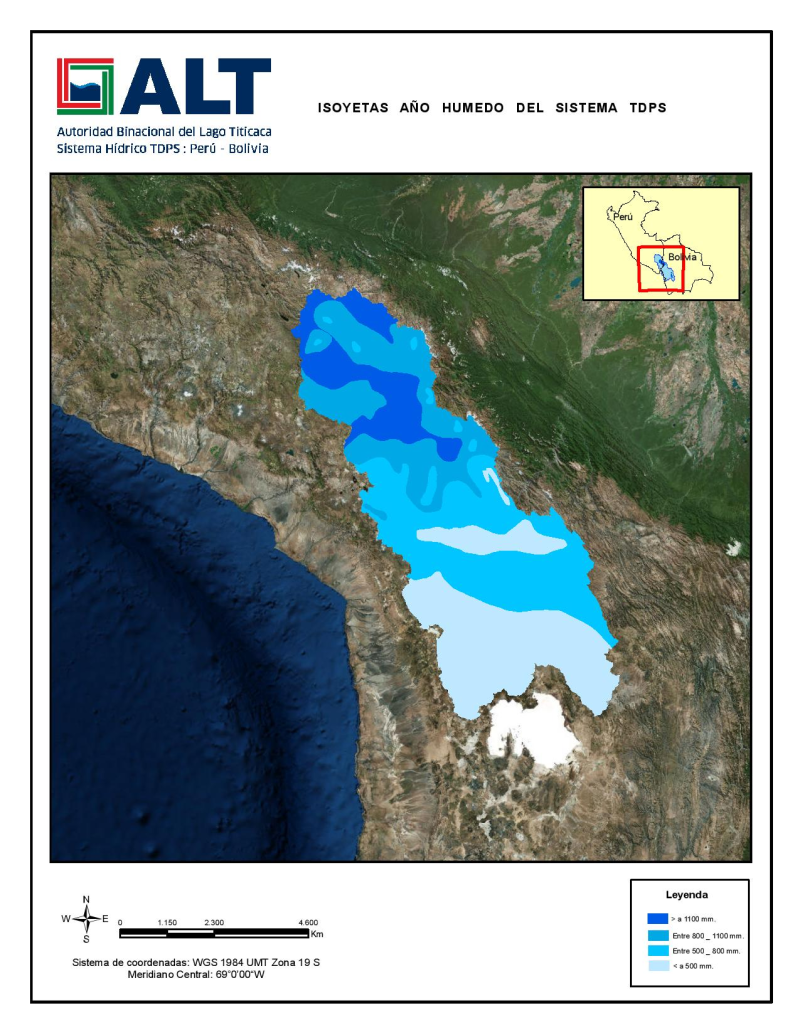 ALT
Autoridad Binacional del Lago Titicaca
Sistema Hídrico TDPS : Perú - Bolivia
ISOYETAS AÑO HUMEDO DEL SISTEMA TDPS
Perú
Bolivia
N
W E
S
0 1.150 2.300 4.600
Km
Sistema de coordenadas: WGS 1984 UMT Zona 19 S
Meridiano Central: 69°0'00"W
Leyenda
> a 1100 mm.
Entre 800 _ 1100 mm.
Entre 500 _ 800 mm.
< a 500 mm.